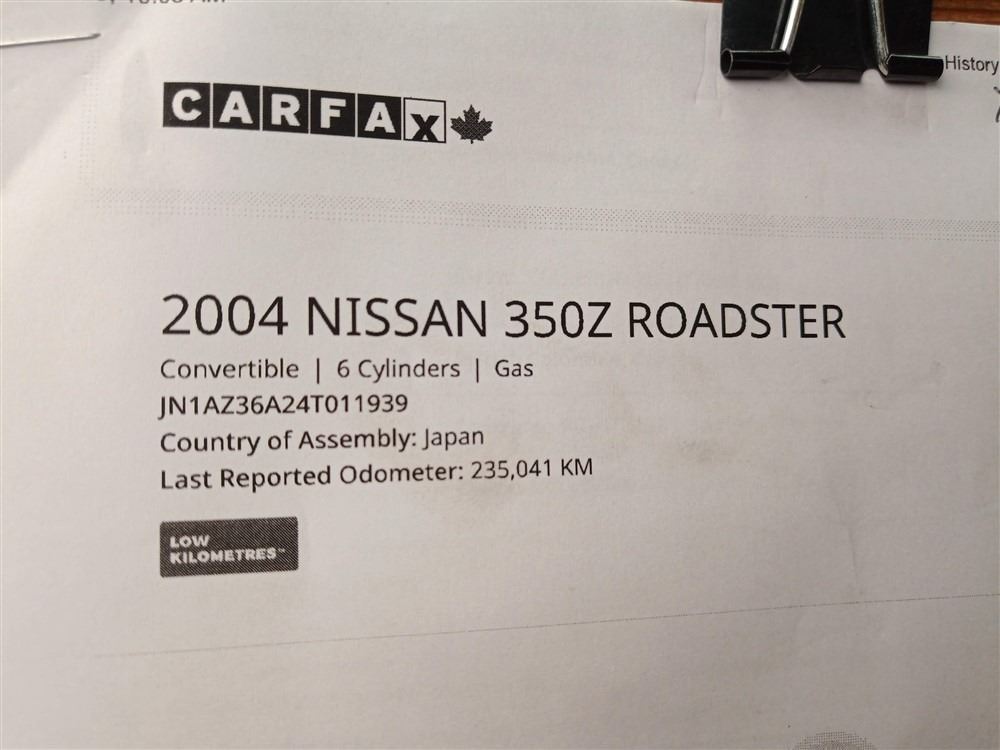 History
CARFAX
2004 NISSAN 350Z ROADSTER
Convertible | 6 Cylinders | Gas
JN1AZ36A24T011939
Country of Assembly: Japan
Last Reported Odometer: 235,041 KM
LOW
KILOMETRES™